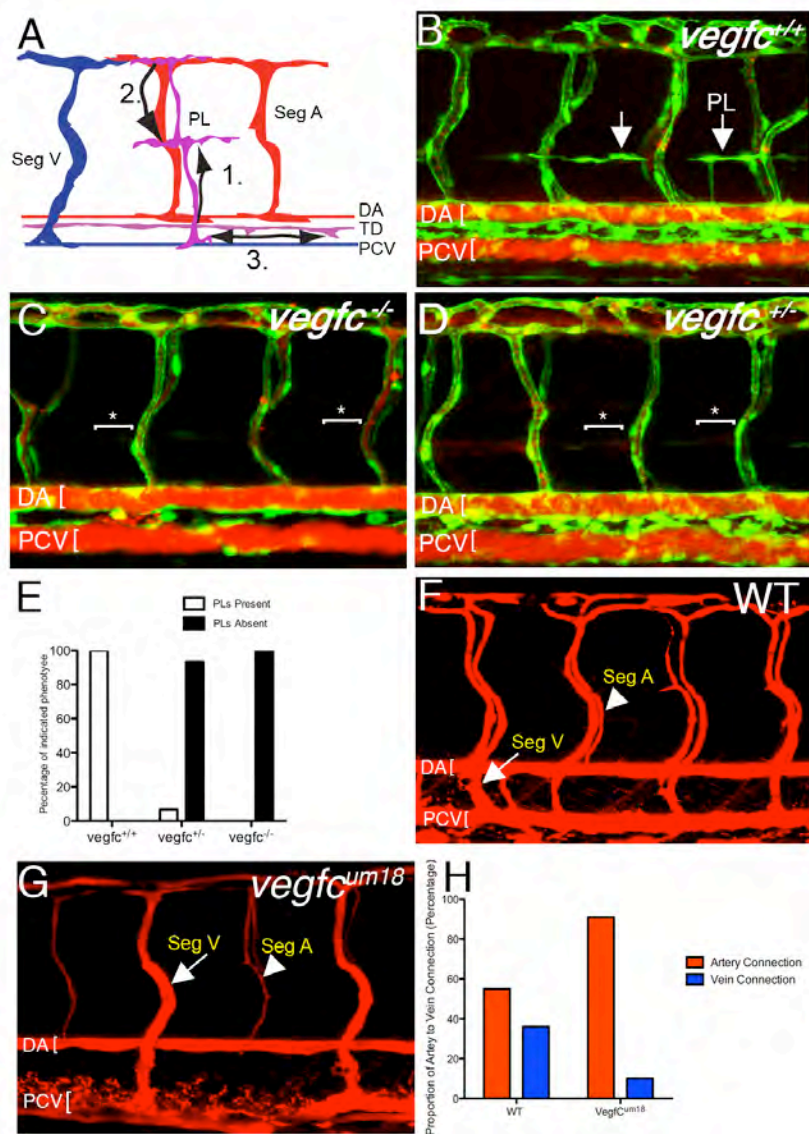 A
2.
PL
Seg A
Seg V
1.
DA
TD
PCV
3.
B
vegfc+/+
PL
DA[
PCV[
C
vegfc-/-
*
*
DA[
PCV[
D
vegfc +/-
*
*
DA[
PCV[
E
PLs Present
PLs Absent
Pecentage of indicated phenotyee
100
80
60
40
20
0
vegfc+/+
vegfc+/-
vegfc-/-
F
WT
Seg A
Seg V
DA[
PCV[
G
vegfcum18
Seg V
Seg A
DA[
PCV[
H
Proportion of Artey to Vein Connection (Percentage)
100
80
60
40
20
0
WT
VegfCum18
Artery Connection
Vein Connection